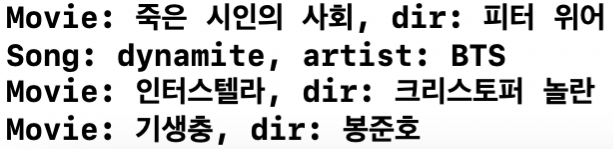 Movie: 죽은 시인의 사회, dir: 피터 위어
Song: dynamite, artist: BTS
Movie: 인터스텔라, dir: 크리스토퍼 놀란
Movie: 기생충, dir: 봉준호